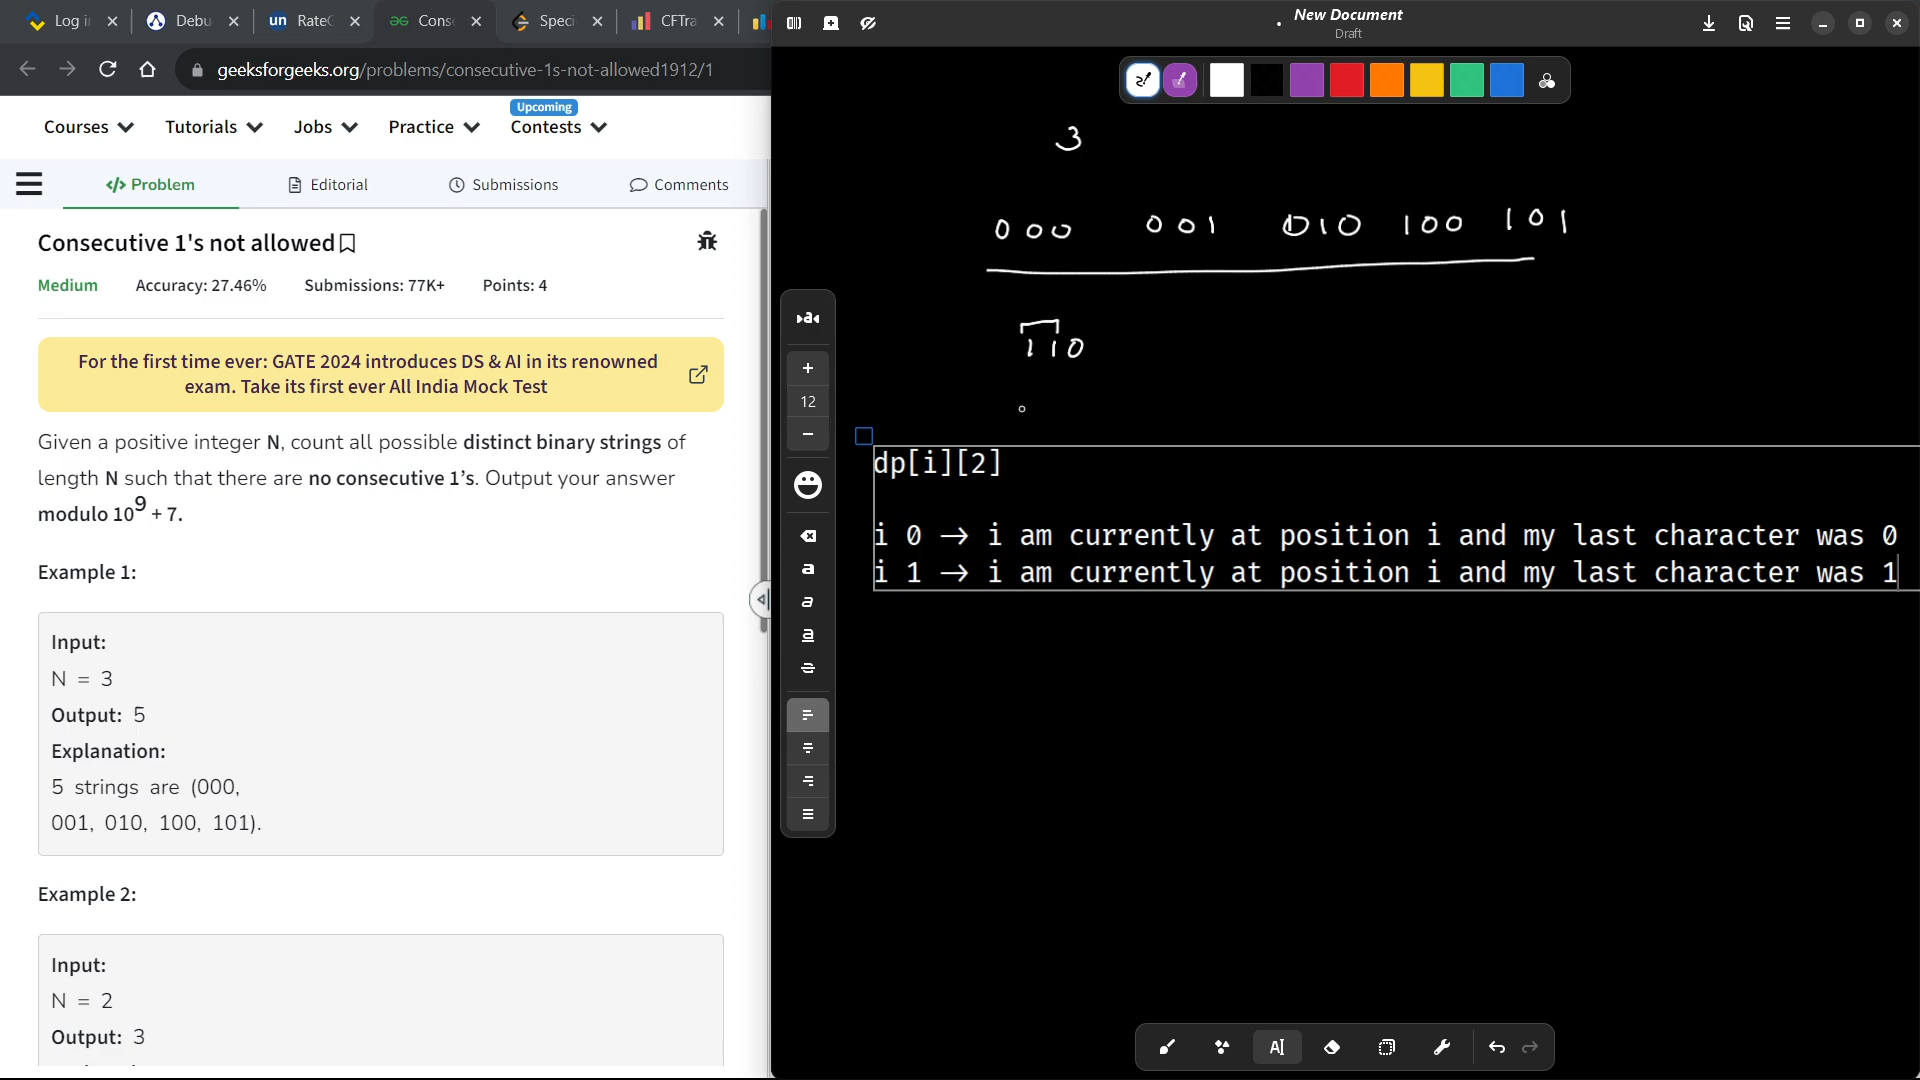 Log i
Debu
un RateC
Cons
Speci
CFTra
New Document
Draft
geeksforgeeks.org/problems/consecutive-1s-not-allowed1912/1
Upcoming
Courses Tutorials Jobs Practice Contests
Problem Editorial Submissions Comments
Consecutive 1's not allowed
Medium Accuracy: 27.46% Submissions: 77K+ Points: 4
For the first time ever: GATE 2024 introduces DS & AI in its renowned
exam. Take its first ever All India Mock Test
Given a positive integer N, count all possible distinct binary strings of
length N such that there are no consecutive 1’s. Output your answer
modulo 10^9 + 7.
Example 1:
Input:
N = 3
Output: 5
Explanation:
5 strings are (000,
001, 010, 100, 101).
Example 2:
Input:
N = 2
Output: 3
3
000 001 010 100 101
110
12
dp[i][2]
i 0 → i am currently at position i and my last character was 0
i 1 → i am currently at position i and my last character was 1